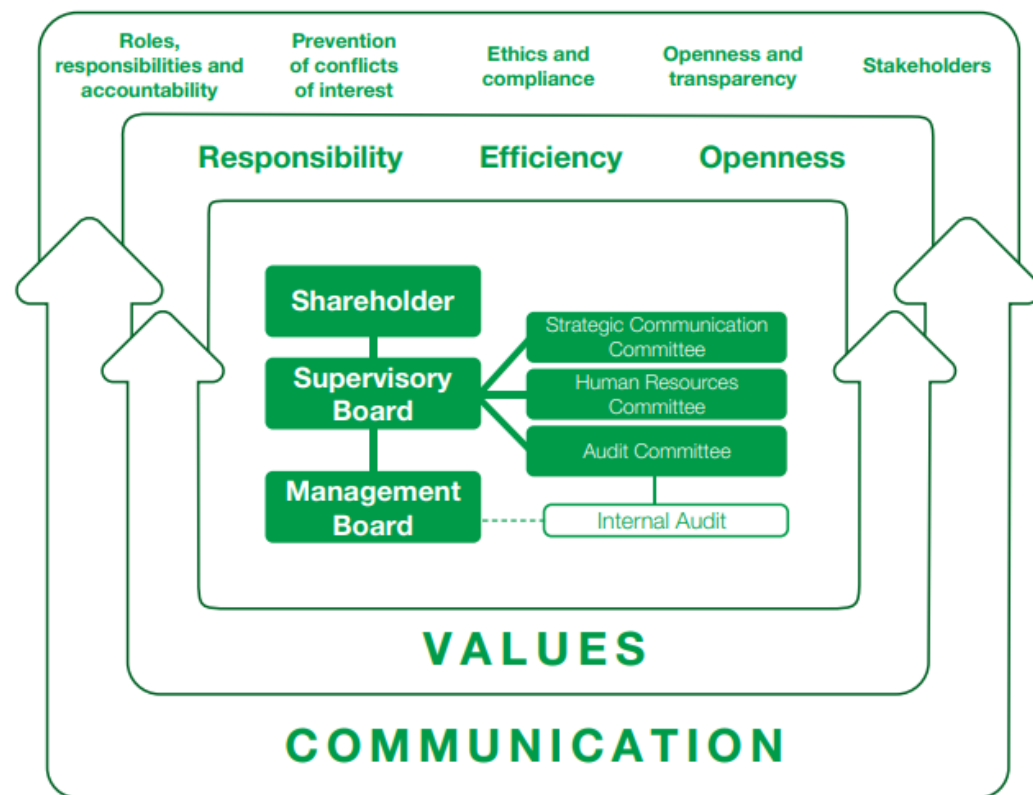 Roles,
responsibilities and
accountability
Prevention
of conflicts
of interest
Ethics and
compliance
Openness and
transparency
Stakeholders
Responsibility
Efficiency
Openness
Shareholder
Supervisory
Board
Management
Board
Strategic Communication
Committee
Human Resources
Committee
Audit Committee
Internal Audit
VALUES
COMMUNICATION